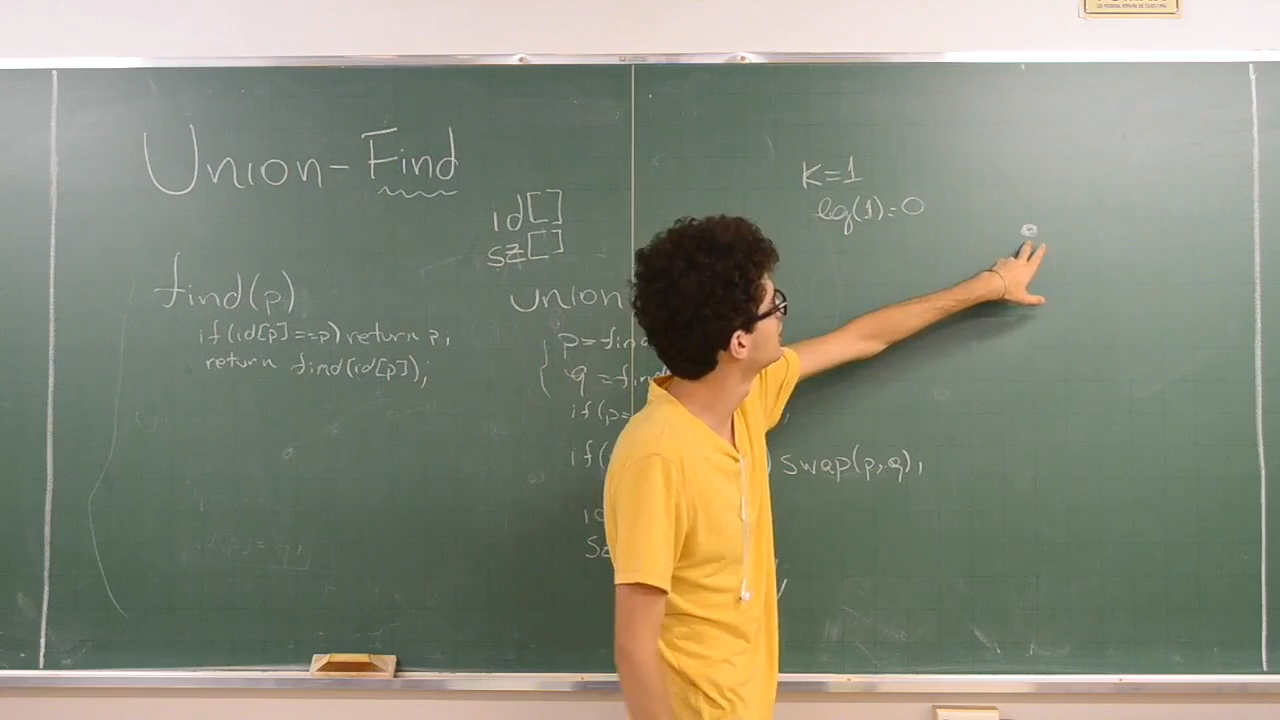 Union-Find
id[]
sz[]
find(p)
if(id[p]==p) return p;
return find(id[p]);
union
p=find
q=find
if(p=
if(
) swap(p,q);
id
sz
K=1
lg(1)=0